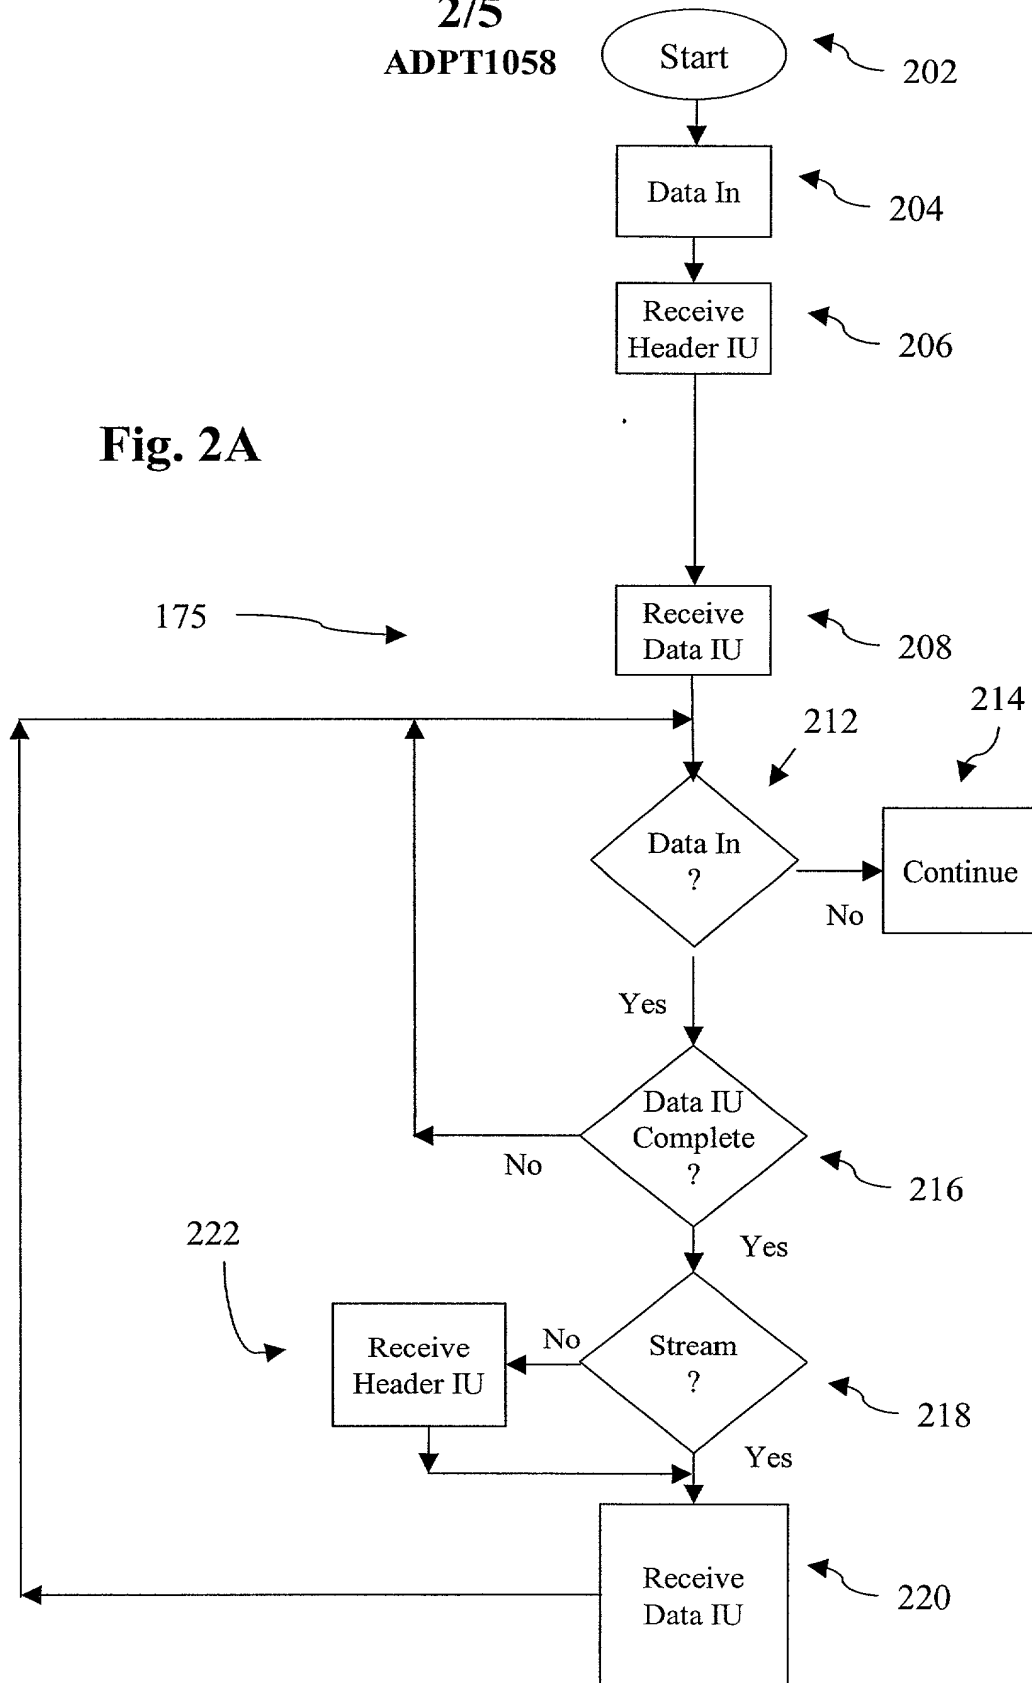 2/5
ADPT1058
Start
202
Data In
204
Receive
Header IU
206
Fig. 2A
175
Receive
Data IU
208
212
214
Data In
?
Continue
No
Yes
Data IU
Complete
?
No
216
Yes
222
Receive
Header IU
No
Stream
?
218
Yes
Receive
Data IU
220